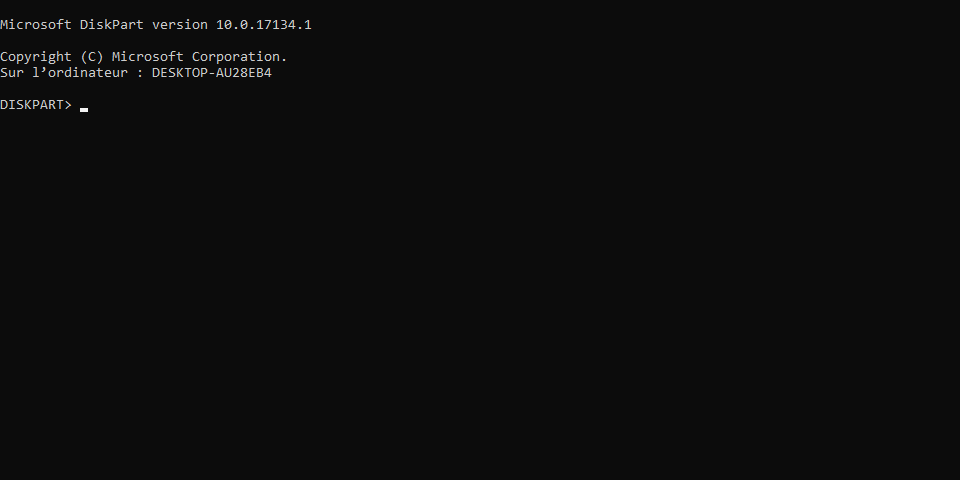 Microsoft DiskPart version 10.0.17134.1
Copyright (C) Microsoft Corporation.
Sur l’ordinateur : DESKTOP-AU28EB4
DISKPART>